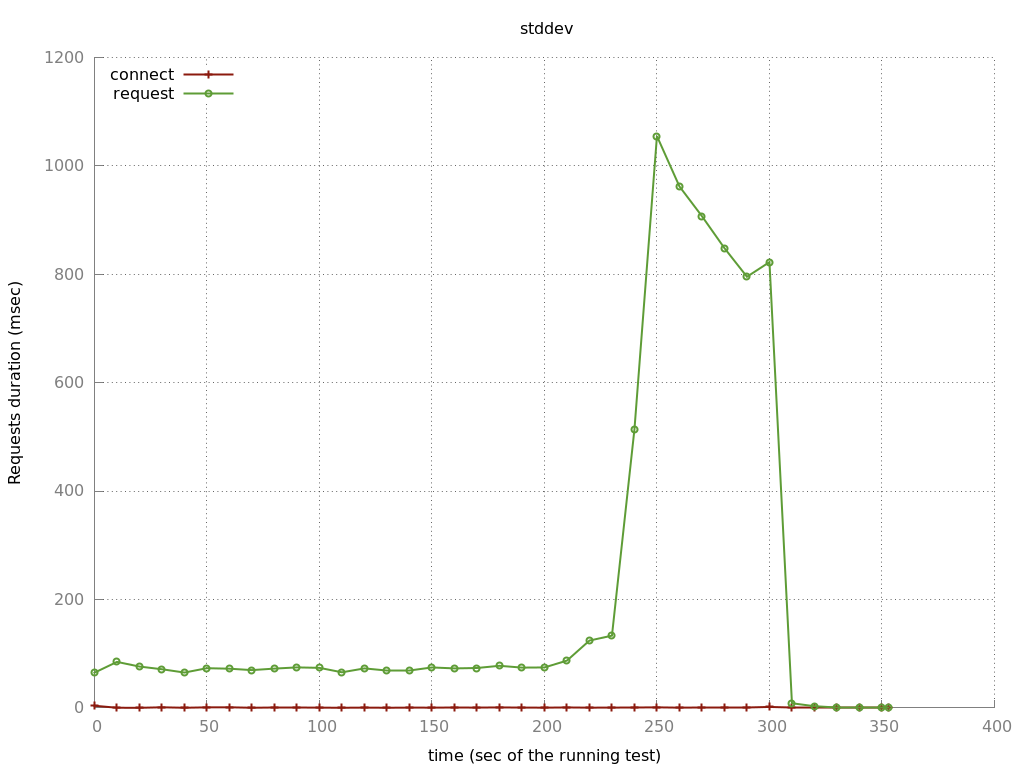 stddev
1200
connect
request
1000
800
600
400
200
0
0 50 100 150 200 250 300 350 400
Requests duration (msec)
time (sec of the running test)